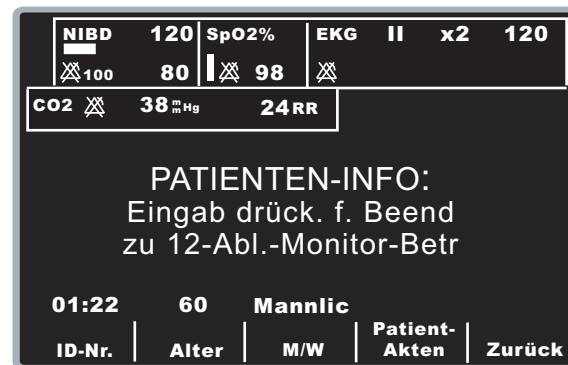 NIBD 120 SpO2% EKG II x2 120
100 80 98
CO2 38 mmHg 24 RR
PATIENTEN-INFO:
Eingab drück. f. Beend
zu 12-Abl.-Monitor-Betr
01:22 60 Mannlic
ID-Nr. Alter M/W Patient-Akten Zurück